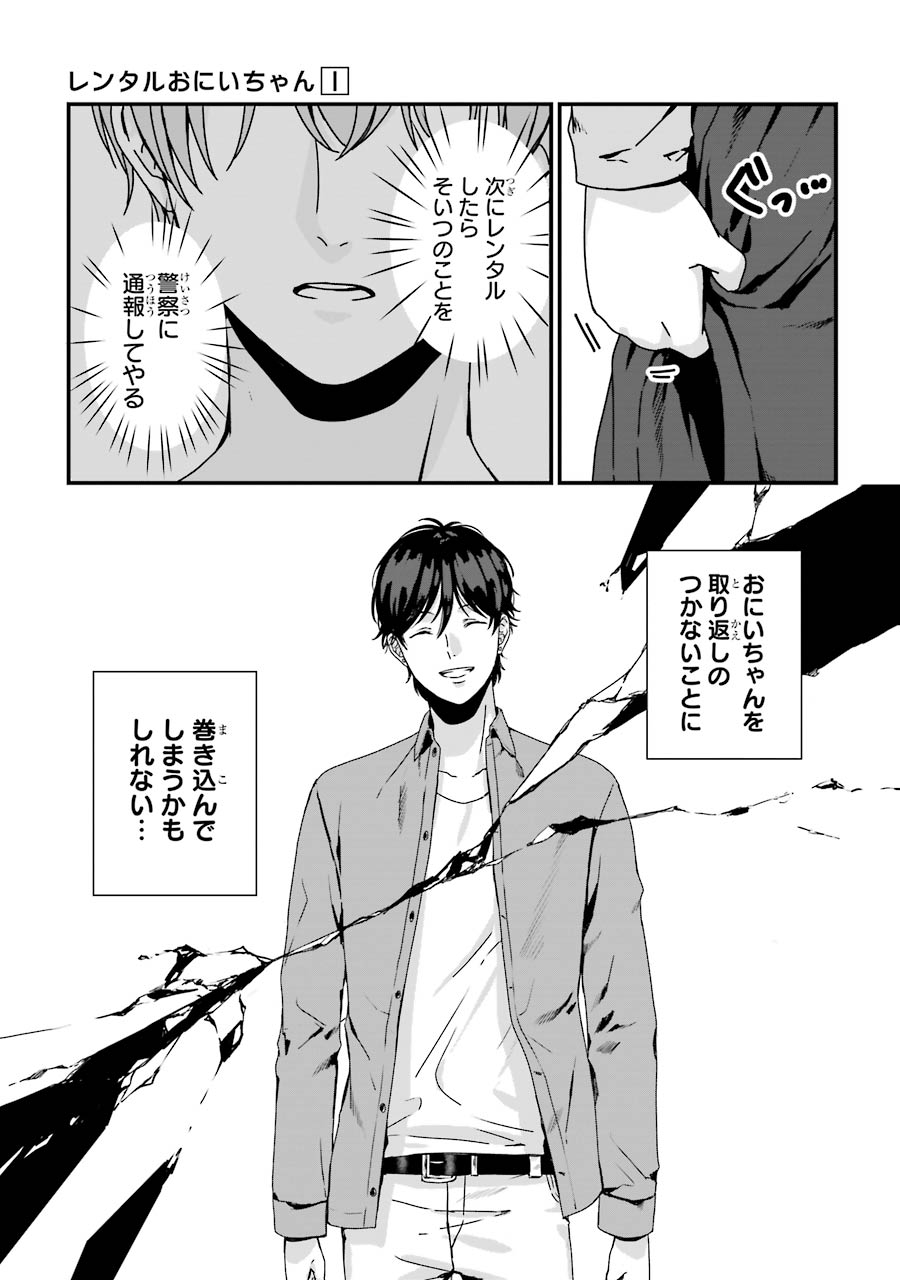 レンタルおにいちゃん 1
ぐっ…
次にレンタル
したら
そいつのことを
警察に
通報してやる
おにいちゃんを
取り返しの
つかないことに
巻き込んで
しまうかも
しれない…